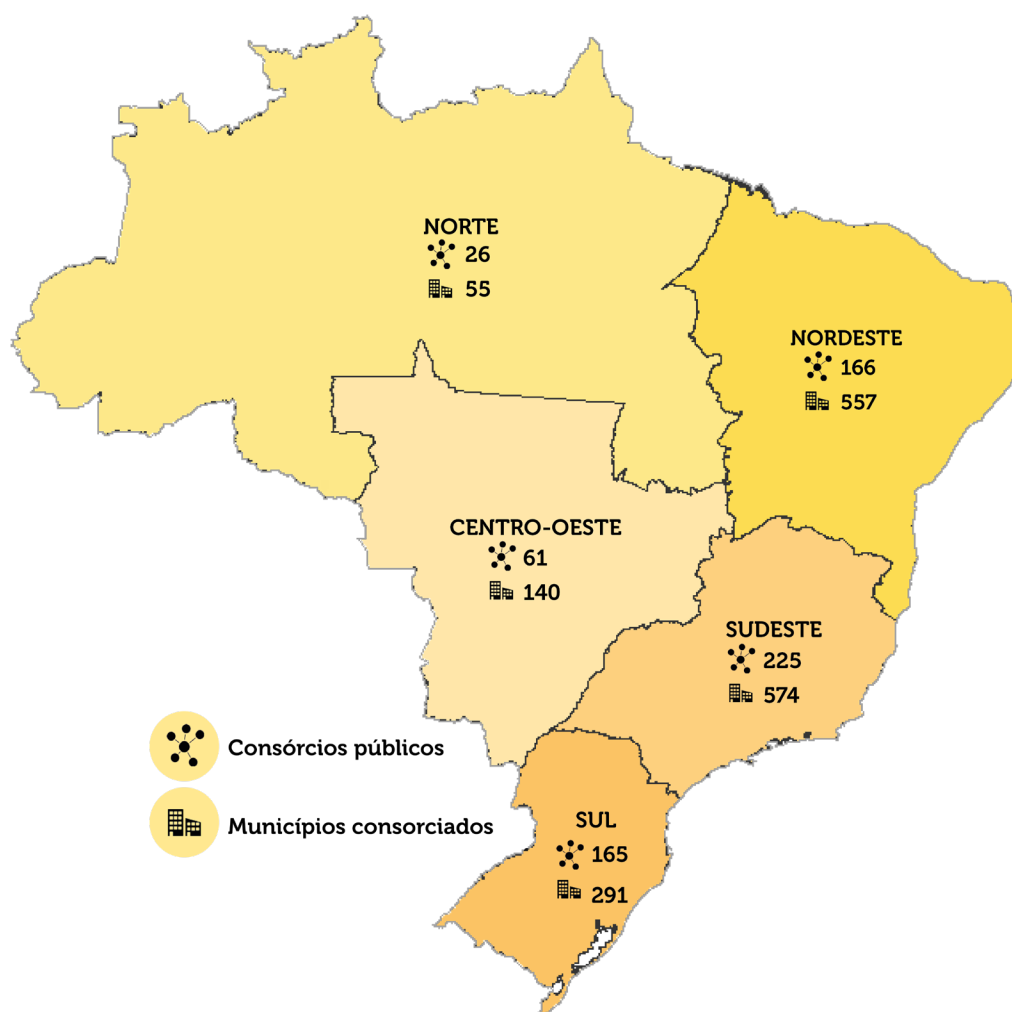 NORTE
26
55
NORDESTE
166
557
CENTRO-OESTE
61
140
SUDESTE
225
574
Consórcios públicos
Municípios consorciados
SUL
165
291